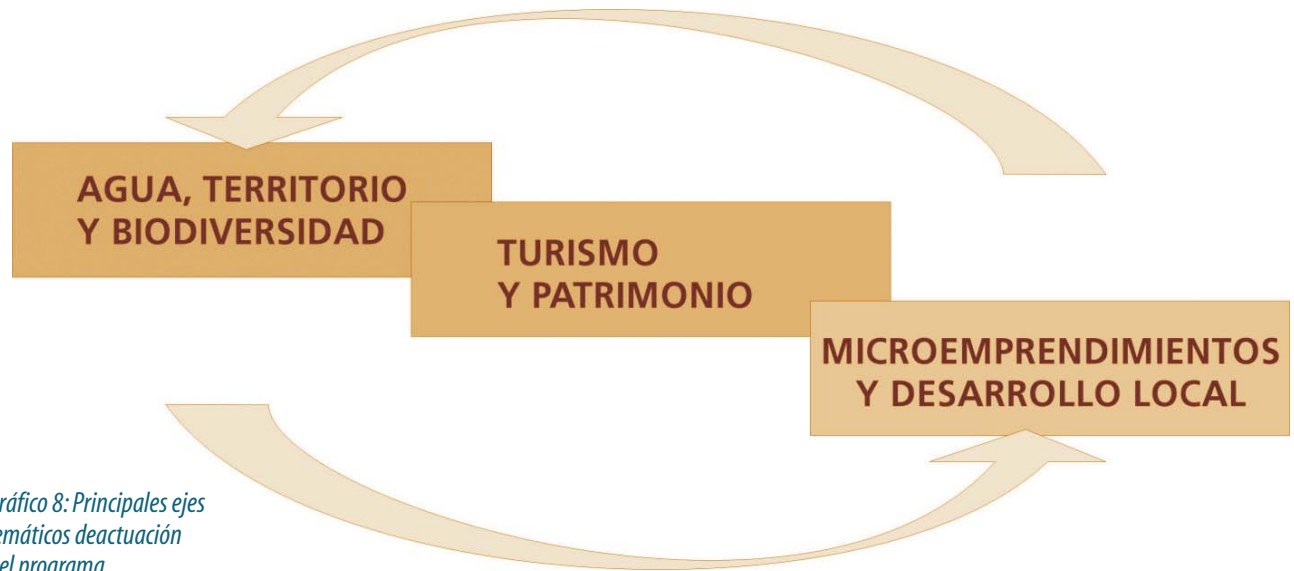 AGUA, TERRITORIO
Y BIODIVERSIDAD
TURISMO
Y PATRIMONIO
MICROEMPRENDIMIENTOS
Y DESARROLLO LOCAL
ráfico 8: Principales ejes
emáticos deactuación
el programa